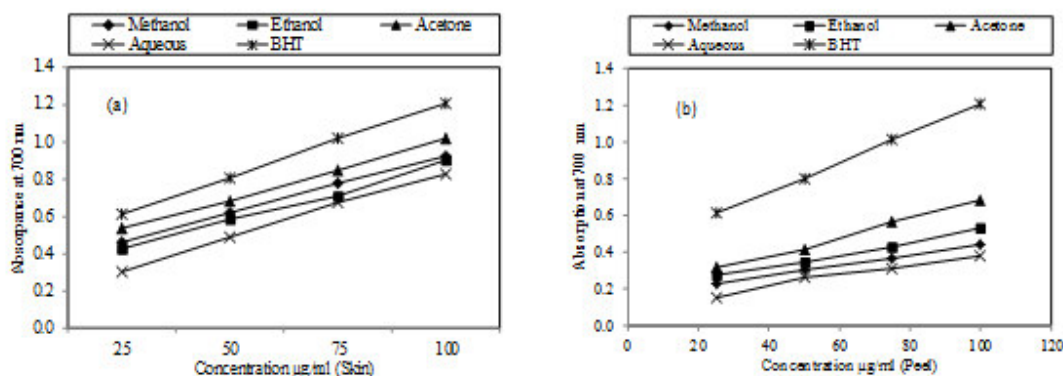 Methanol Ethanol Acetone
Aqueous BHT
1.4
1.2
1.0
0.8
0.6
0.4
0.2
0.0
(a)
Absorpance at 700 nm
25 50 75 100
Concentration µg/ml (Skin)
Methanol Ethanol Acetone
Aqueous BHT
1.4
1.2
1.0
0.8
0.6
0.4
0.2
0.0
(b)
Absorption at 700 nm
0 20 40 60 80 100 120
Concentration µg/ml (Peel)